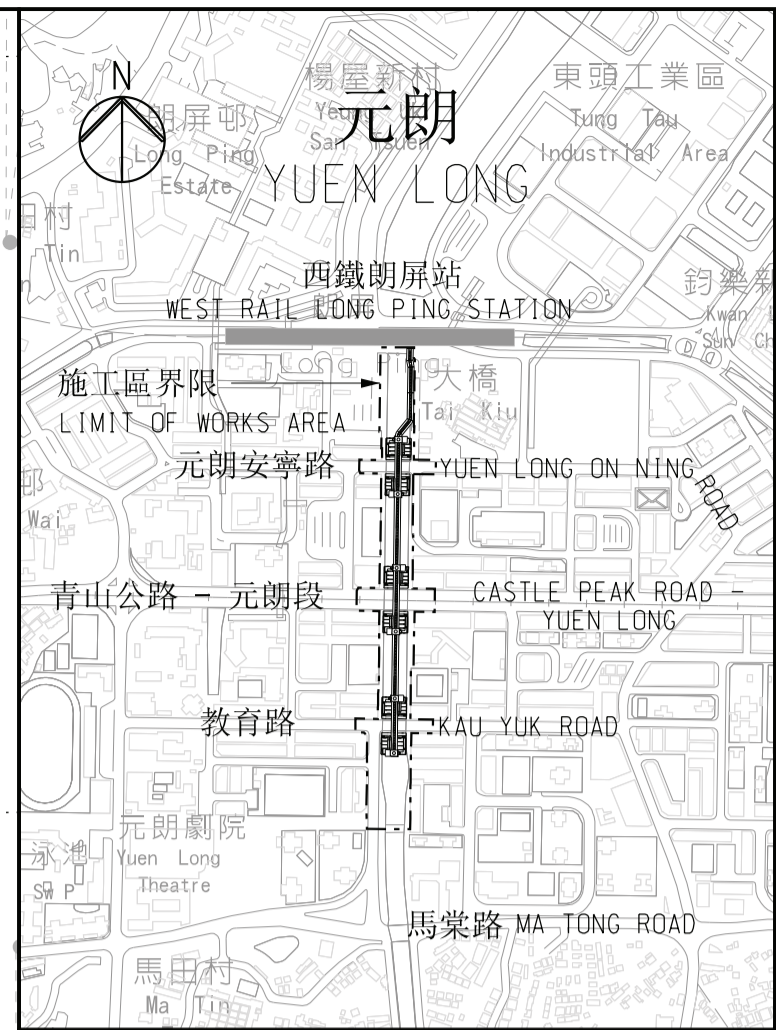 N
楊屋新村
東頭工業區
朗屏邨
元朗
Tung Tau
Long Ping
San Tsuen
Industrial Area
Estate
YUEN LONG
田村
Tin
西鐵朗屏站
鈞樂新
WEST RAIL LONG PING STATION
Kwan
Sun Ch
Long Ping
施工區界限
大橋
LIMIT OF WORKS AREA
Tai Kiu
元朗安寧路
YUEN LONG ON NING ROAD
邨
Wai
青山公路 - 元朗段
CASTLE PEAK ROAD -
YUEN LONG
教育路
KAU YUK ROAD
元朗劇院
泳池
Yuen Long
Theatre
SW P
馬棠路 MA TONG ROAD
馬田村
Ma Tin